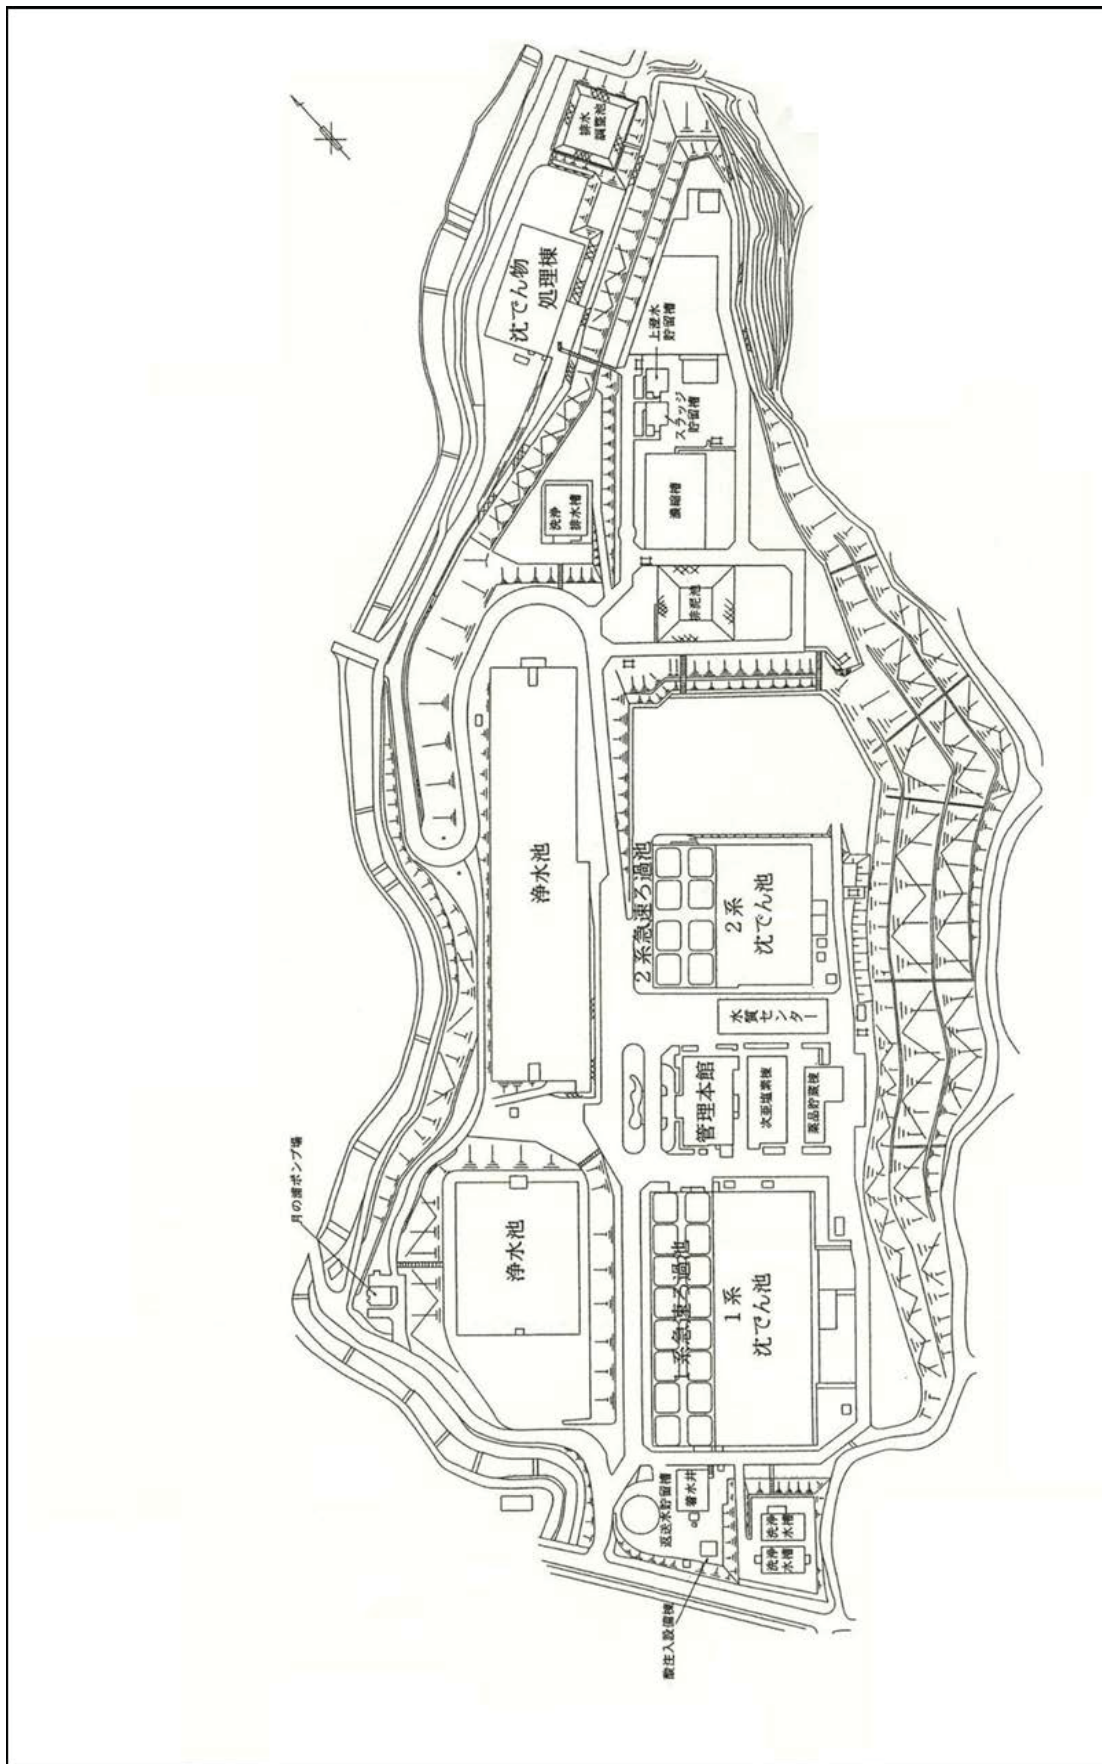 排水
調整池
沈でん物
処理棟
上澄水
貯留槽
スラッジ
貯留槽
濃縮槽
洗浄
排水槽
排泥池
浄水池
2系急速ろ過池
2系
沈でん池
水質
センター
管理本館
次亜塩素棟
薬品貯蔵棟
月の浦ポンプ場
浄水池
1系急速ろ過池
1系
沈でん池
返送水貯留槽
着水井
洗浄
水槽
洗浄
水槽
酸注入設備棟